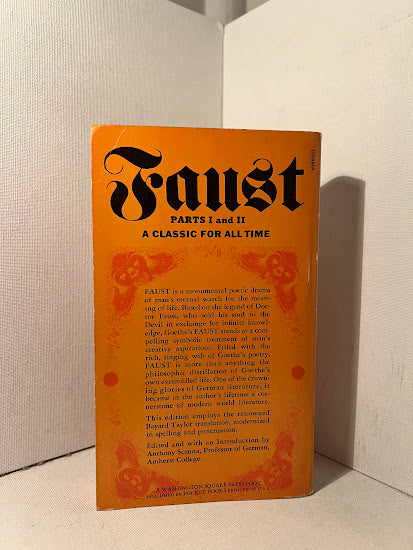 Faust
PARTS I and II
A CLASSIC FOR ALL TIME
DRAMA
FAUST is a monumental poetic drama
of man's eternal search for the mean-
ing of life. Based on the legend of Doc-
tor Faust, who sold his soul to the
Devil in exchange for infinite knowl-
edge, Goethe's FAUST stands as a com-
pelling symbolic treatment of man's
creative aspirations. Filled with the
rich, singing web of Goethe's poetry,
FAUST is more than anything the
philosophic distillation of Goethe's
own event-filled life. One of the crown-
ing glories of German literature, it
became in the author's lifetime a cor-
nerstone of modern world literature.
This edition employs the renowned
Bayard Taylor translation, modernized
in spelling and punctuation.
Edited and with an Introduction by
Anthony Scenna, Professor of German,
Amherst College.
A WASHINGTON SQUARE PRESS BOOK
PUBLISHED BY POCKET BOOKS PRINTED IN U.S.A.